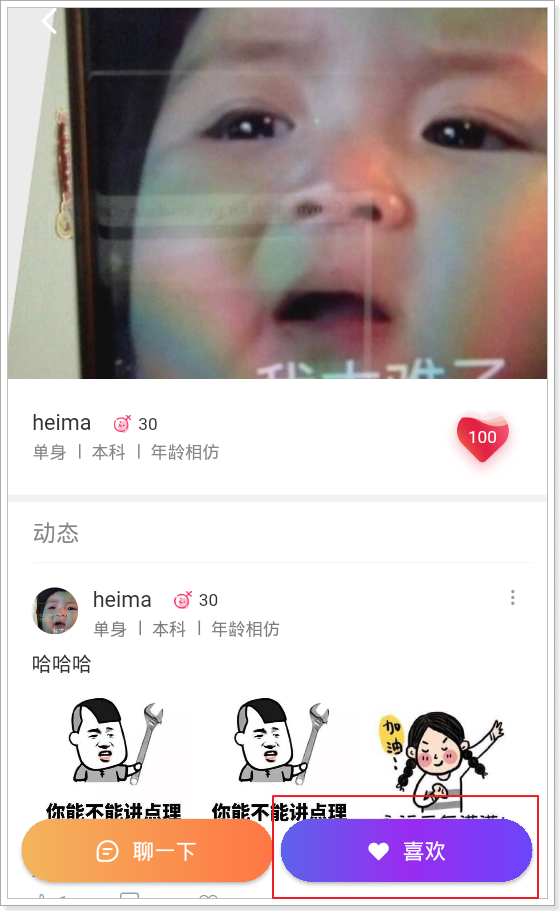 heima 30
单身 | 本科 | 年龄相仿
100
动态
heima 30
单身 | 本科 | 年龄相仿
哈哈哈
加油
你能不能讲点理
你能不能讲点理
聊一下
喜欢